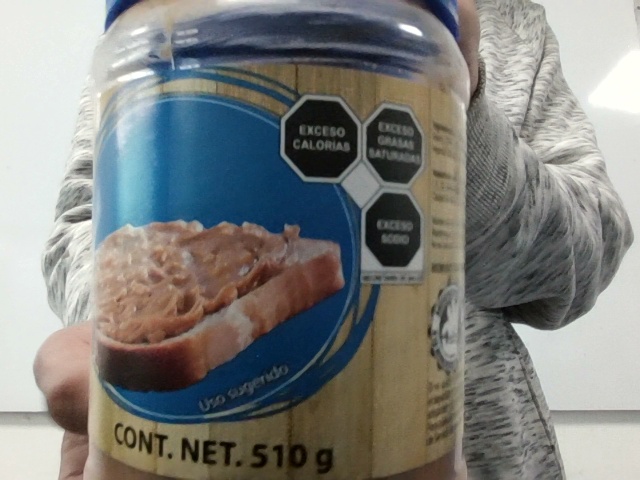 EXCESO
CALORÍAS
EXCESO
GRASAS
SATURADAS
EXCESO
SODIO
Uso sugerido
CONT. NET. 510 g